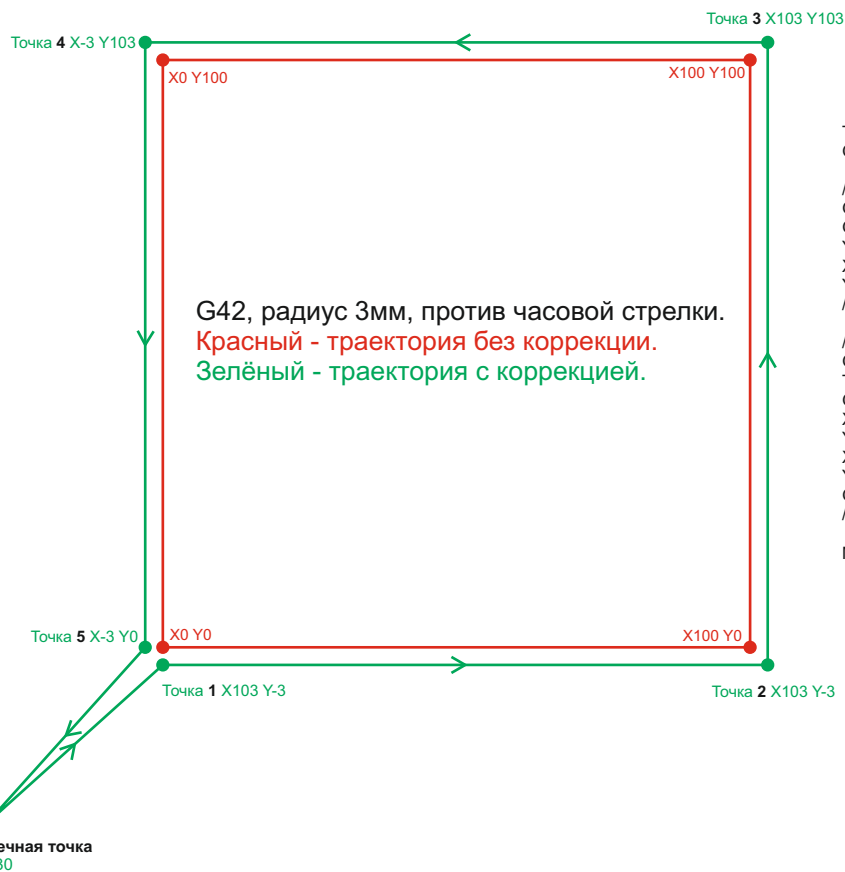 Точка 3 X103 Y103
Точка 4 X-3 Y103
X0 Y100
X100 Y100
G42, радиус 3мм, против часовой стрелки.
Красный - траектория без коррекции.
Зелёный - траектория с коррекцией.
Точка 5 X-3 Y0
X0 Y0
X100 Y0
Точка 1 X103 Y-3
Точка 2 X103 Y-3
точка